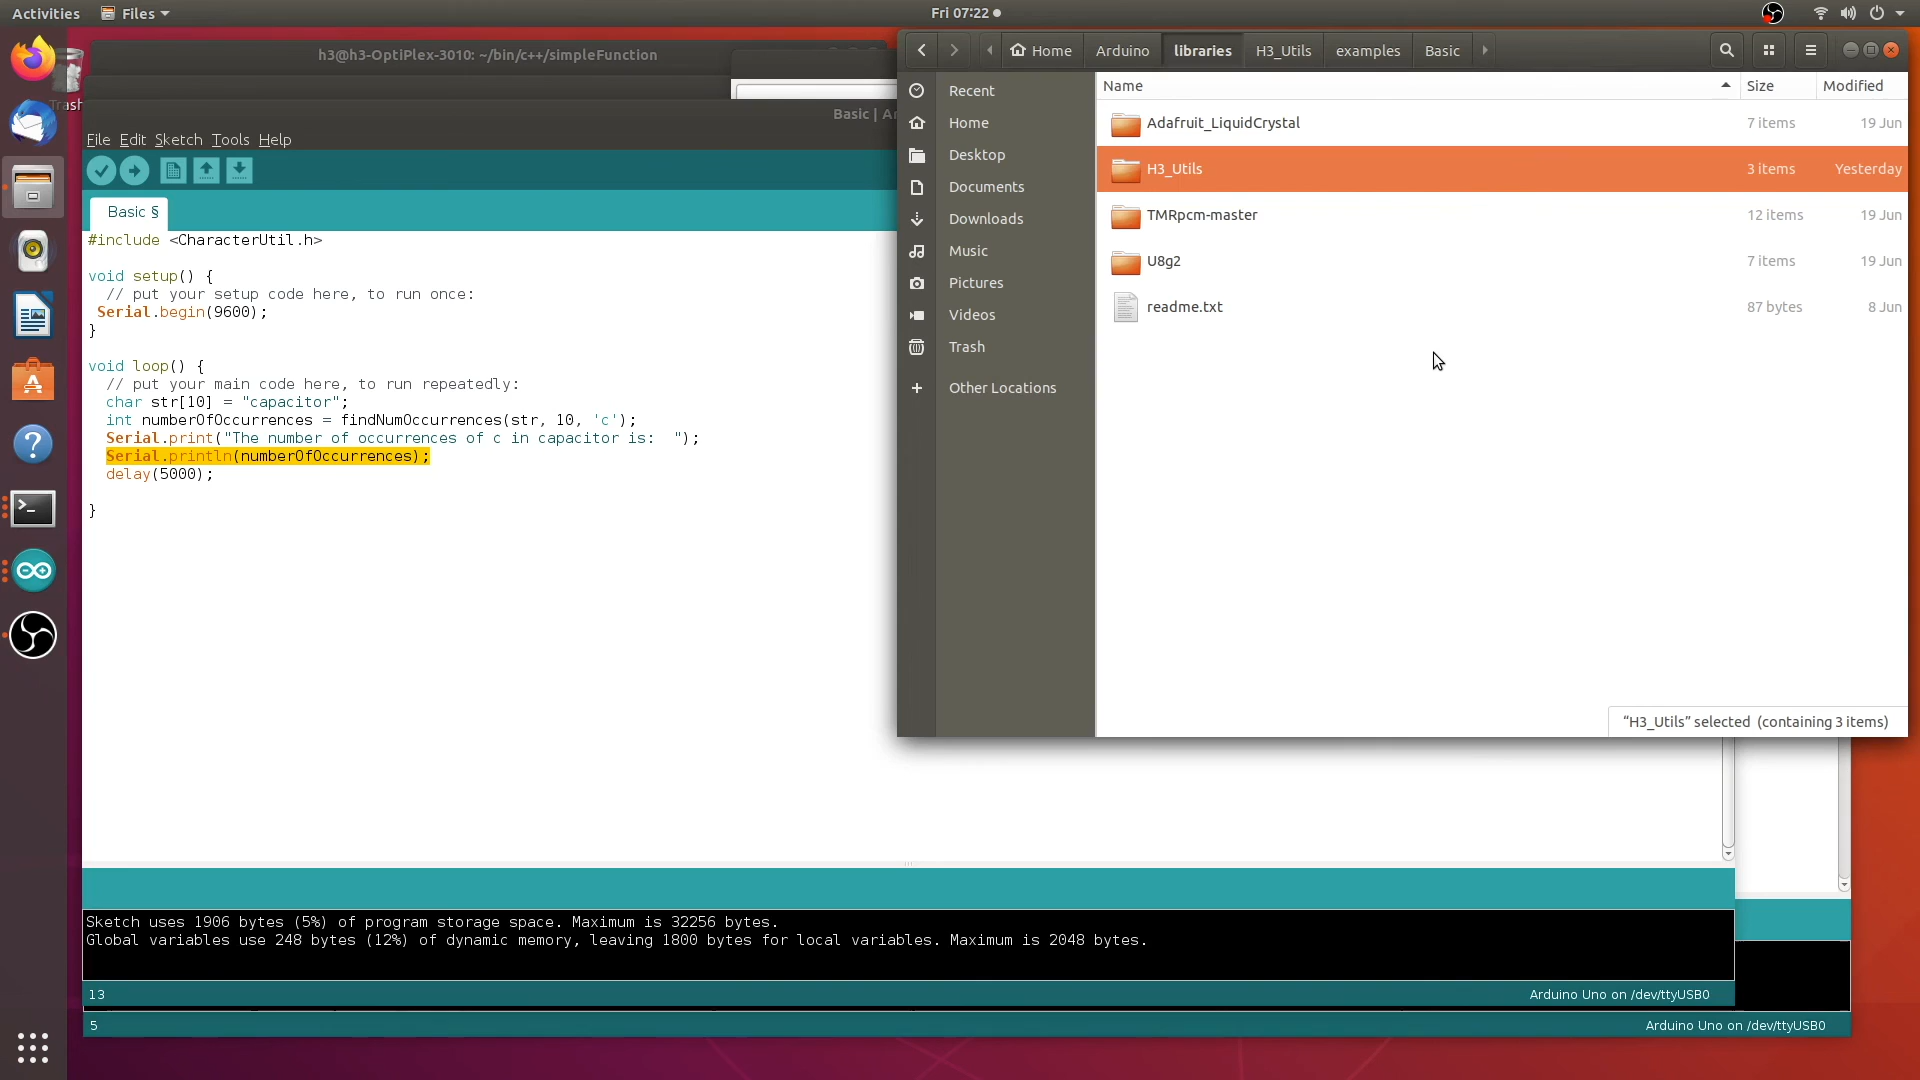 Activities
Files
Fri 07:22
Trash
h3@h3-OptiPlex-3010: ~/bin/c++/simpleFunction
Basic | A
File Edit Sketch Tools Help
Basic §
#include <CharacterUtil.h>
void setup() {
// put your setup code here, to run once:
Serial.begin(9600);
}
void loop() {
// put your main code here, to run repeatedly:
char str[10] = "capacitor";
int numberOfOccurrences = findNumOccurrences(str, 10, 'c');
Serial.print("The number of occurrences of c in capacitor is:  ");
Serial.println(numberOfOccurrences);
delay(5000);
}
Home Arduino libraries H3_Utils examples Basic
Recent
Home
Desktop
Documents
Downloads
Music
Pictures
Videos
Trash
Other Locations
Name Size Modified
Adafruit_LiquidCrystal 7 items 19 Jun
H3_Utils 3 items Yesterday
TMRpcm-master 12 items 19 Jun
U8g2 7 items 19 Jun
readme.txt 87 bytes 8 Jun
“H3_Utils” selected (containing 3 items)
Sketch uses 1906 bytes (5%) of program storage space. Maximum is 32256 bytes.
Global variables use 248 bytes (12%) of dynamic memory, leaving 1800 bytes for local variables. Maximum is 2048 bytes.
13 Arduino Uno on /dev/ttyUSB0
5 Arduino Uno on /dev/ttyUSB0